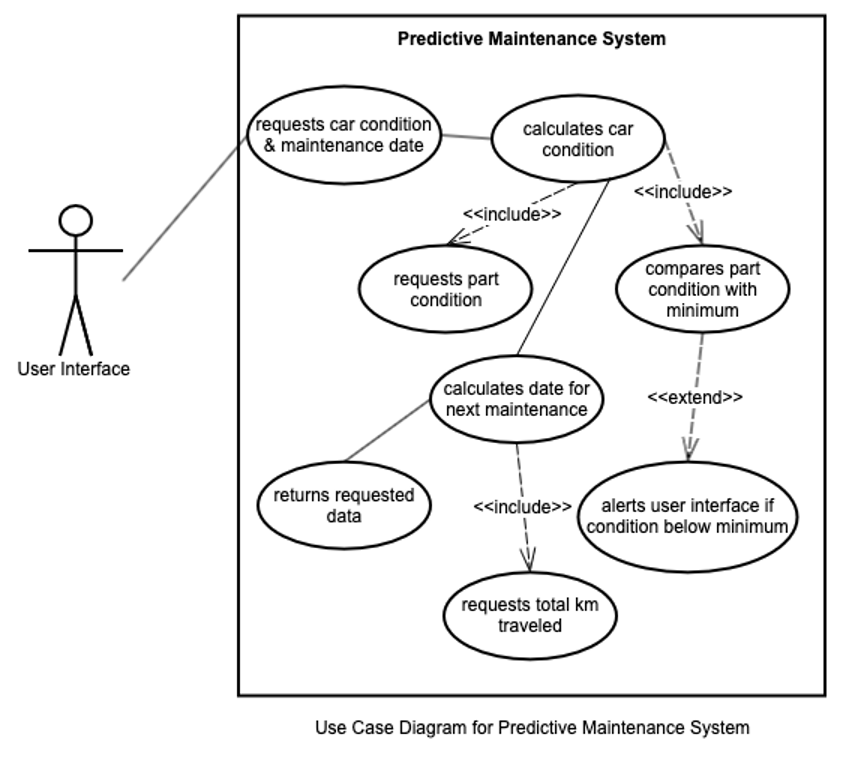 Predictive Maintenance System
requests car condition
& maintenance date
calculates car
condition
<<include>>
<<include>>
requests part
condition
compares part
condition with
minimum
User Interface
calculates date for
next maintenance
<<extend>>
returns requested
data
<<include>>
alerts user interface if
condition below minimum
requests total km
traveled
Use Case Diagram for Predictive Maintenance System